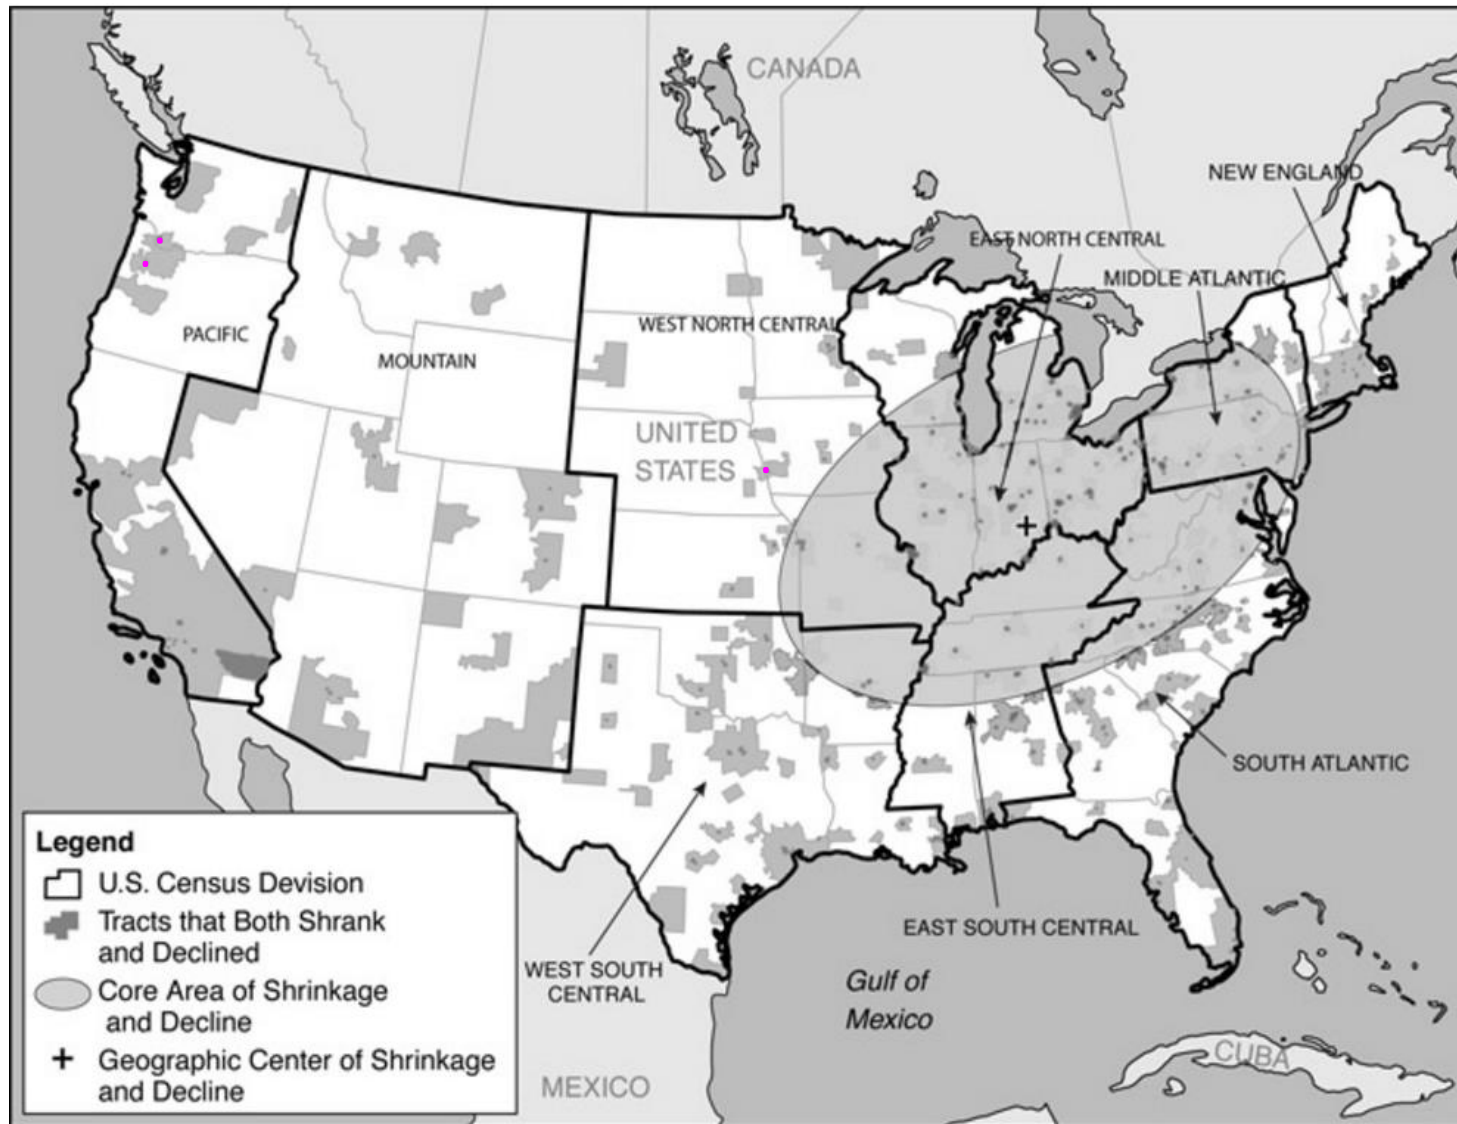 CANADA
NEW ENGLAND
EAST NORTH CENTRAL
MIDDLE ATLANTIC
WEST NORTH CENTRAL
PACIFIC
MOUNTAIN
UNITED
STATES
SOUTH ATLANTIC
EAST SOUTH CENTRAL
WEST SOUTH
CENTRAL
Gulf of
Mexico
CUBA
MEXICO
Legend
U.S. Census Devision
Tracts that Both Shrank
and Declined
Core Area of Shrinkage
and Decline
Geographic Center of Shrinkage
and Decline